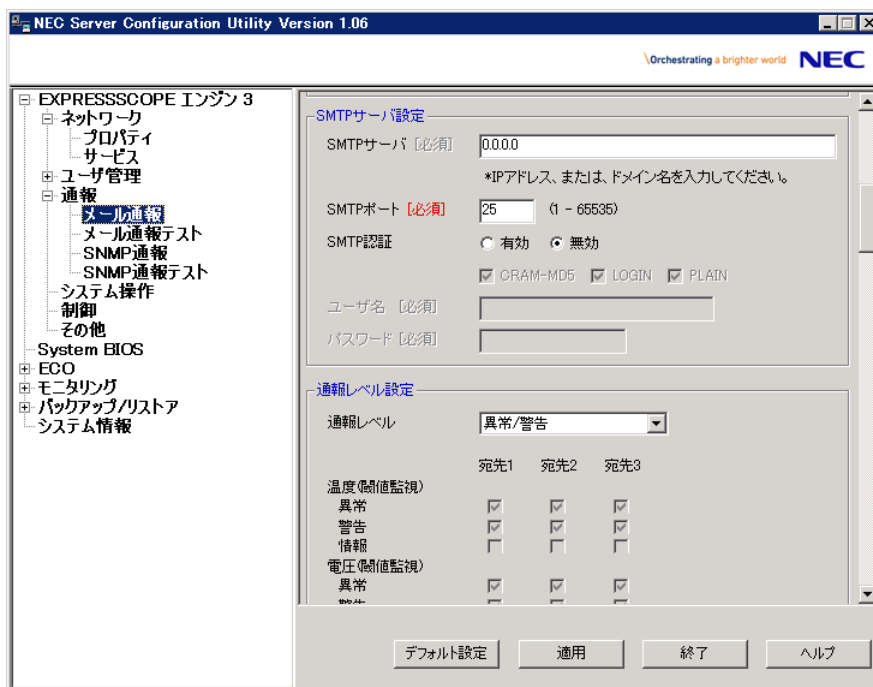 NEC Server Configuration Utility Version 1.06
\Orchestrating a brighter world NEC
EXPRESSSCOPE エンジン 3
ネットワーク
プロパティ
サービス
ユーザ管理
通報
メール通報
メール通報テスト
SNMP通報
SNMP通報テスト
システム操作
制御
その他
System BIOS
ECO
モニタリング
バックアップ/リストア
システム情報
SMTPサーバ設定
SMTPサーバ [必須] 0.0.0.0
*IPアドレス、または、ドメイン名を入力してください。
SMTPポート [必須] 25 (1 - 65535)
SMTP認証 有効 無効
CRAM-MD5 LOGIN PLAIN
ユーザ名 [必須]
パスワード [必須]
通報レベル設定
通報レベル 異常/警告
宛先1 宛先2 宛先3
温度(閾値監視)
異常
警告
情報
電圧(閾値監視)
異常
警告
デフォルト設定 適用 終了 ヘルプ